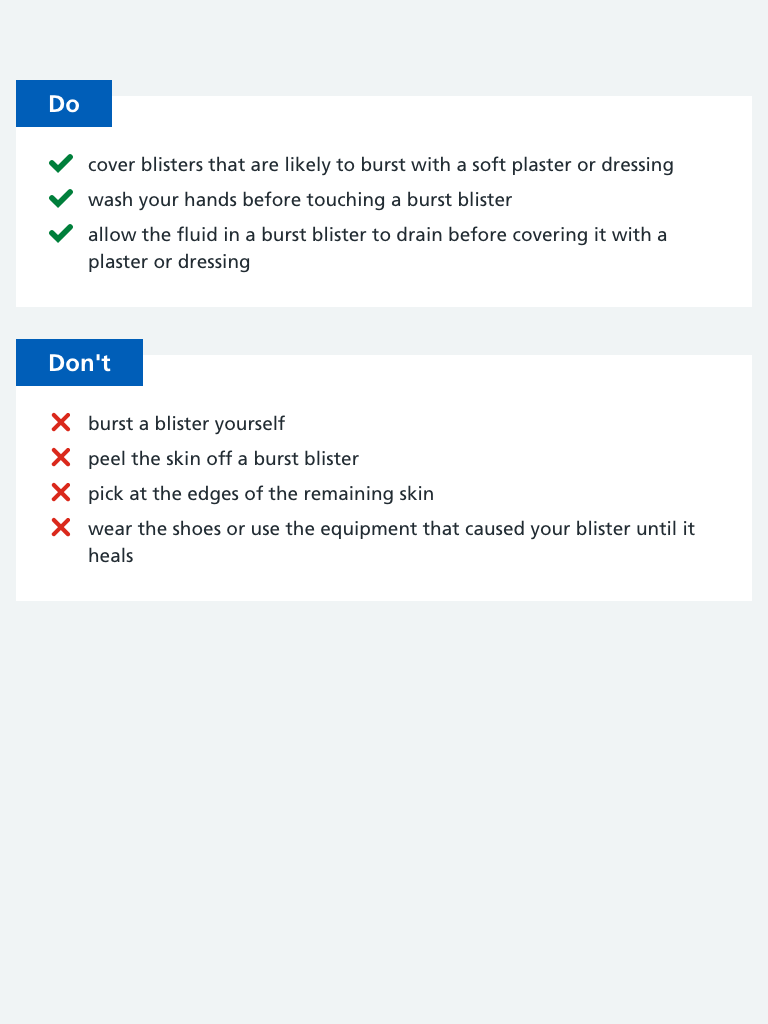 Do
cover blisters that are likely to burst with a soft plaster or dressing
wash your hands before touching a burst blister
allow the fluid in a burst blister to drain before covering it with a
plaster or dressing
Don't
burst a blister yourself
peel the skin off a burst blister
pick at the edges of the remaining skin
wear the shoes or use the equipment that caused your blister until it
heals